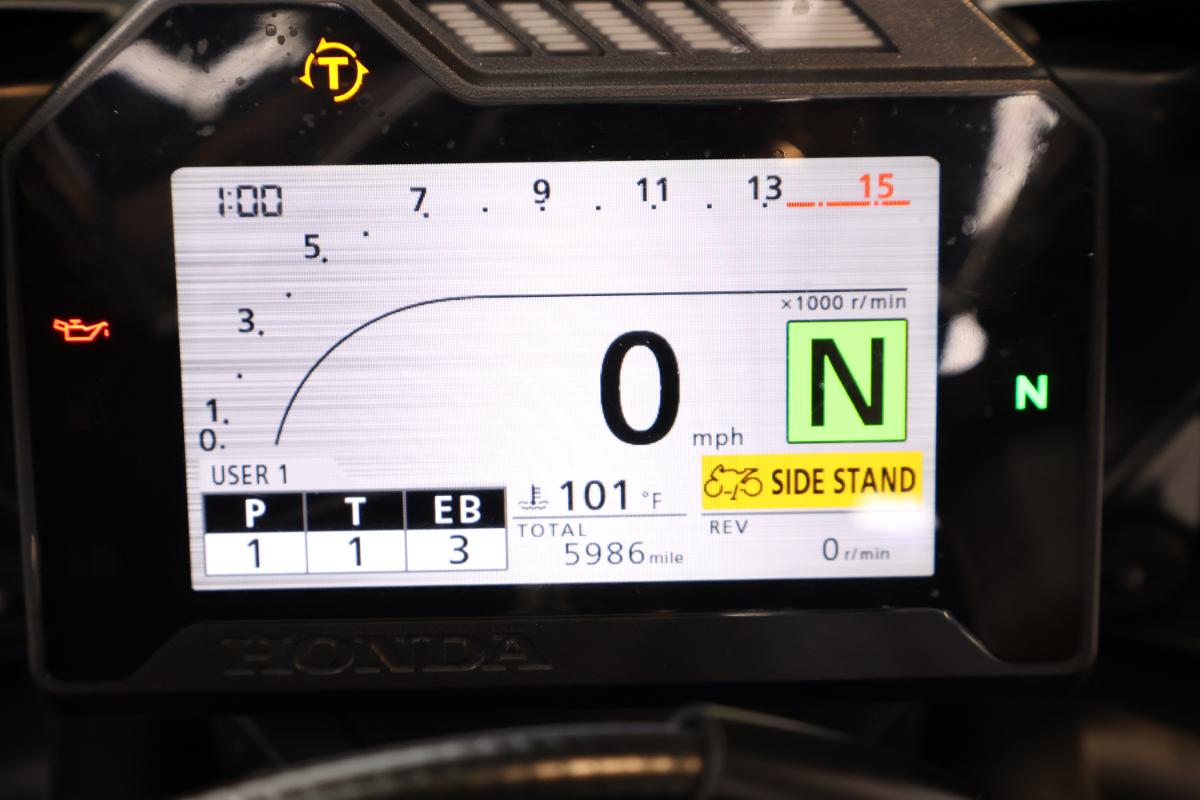 T
1:00
7. 9 11 13 15
5.
3.
×1000 r/min
1.
0.
0 mph
N
N
USER 1
SIDE STAND
P T EB
1 1 3
101 °F
TOTAL
5986 mile
REV
0 r/min
HONDA